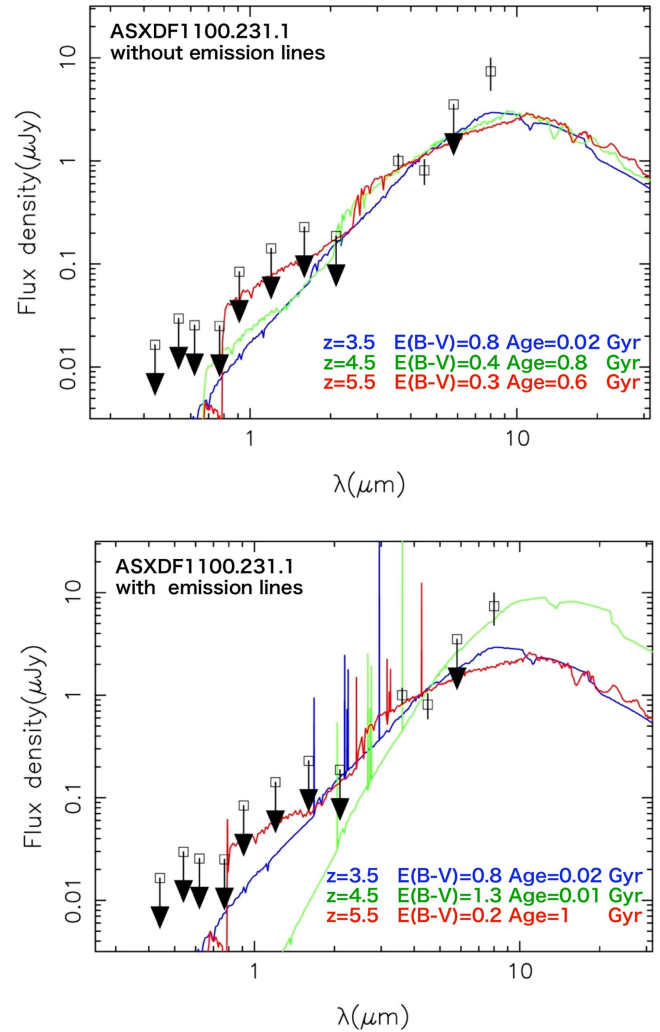 ASXDF1100.231.1
without emission lines
10
1
0.1
0.01
Flux density(μJy)
z=3.5 E(B-V)=0.8 Age=0.02 Gyr
z=4.5 E(B-V)=0.4 Age=0.8 Gyr
z=5.5 E(B-V)=0.3 Age=0.6 Gyr
1 10
λ(μm)
ASXDF1100.231.1
with emission lines
10
1
0.1
0.01
Flux density(μJy)
z=3.5 E(B-V)=0.8 Age=0.02 Gyr
z=4.5 E(B-V)=1.3 Age=0.01 Gyr
z=5.5 E(B-V)=0.2 Age=1 Gyr
1 10
λ(μm)